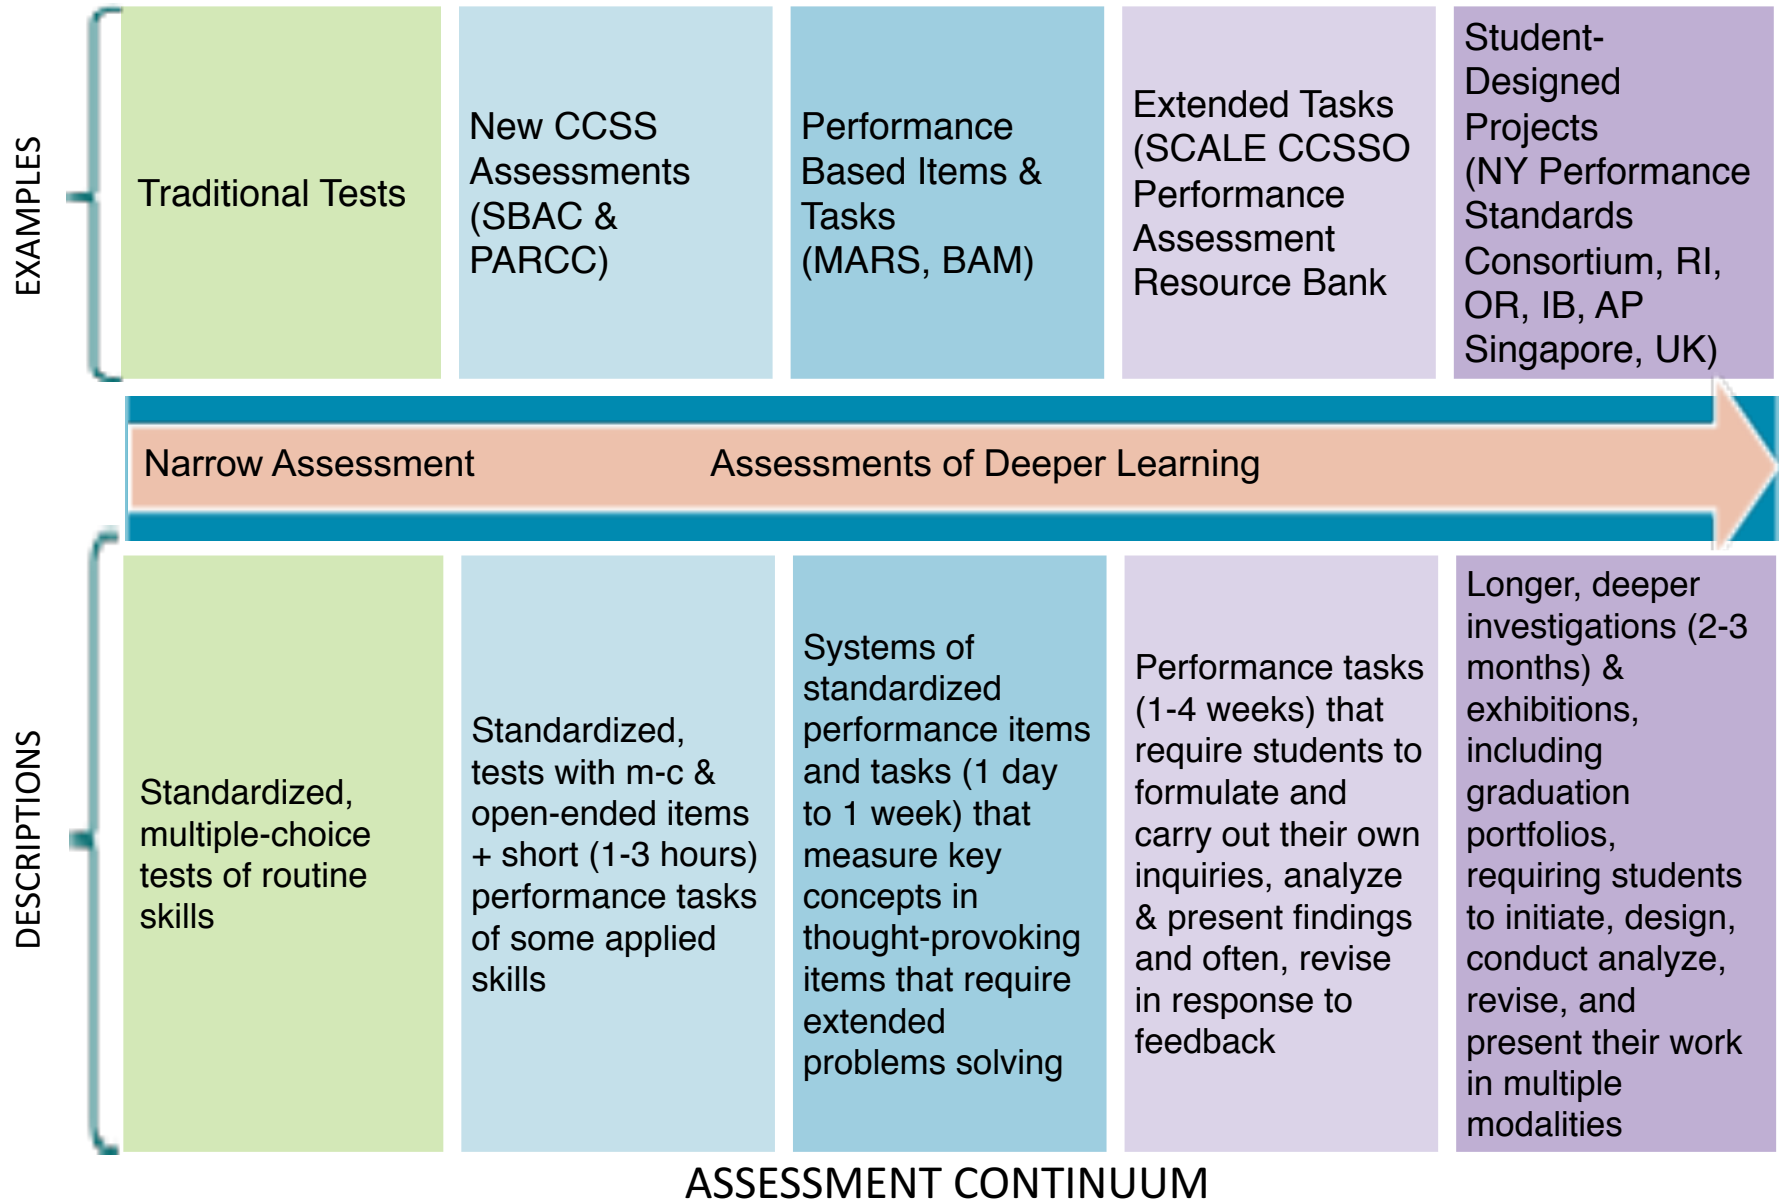 EXAMPLES
Traditional Tests
New CCSS
Assessments
(SBAC &
PARCC)
Performance
Based Items &
Tasks
(MARS, BAM)
Extended Tasks
(SCALE CCSSO
Performance
Assessment
Resource Bank
Student-
Designed
Projects
(NY Performance
Standards
Consortium, RI,
OR, IB, AP
Singapore, UK)
Narrow Assessment
Assessments of Deeper Learning
DESCRIPTIONS
Standardized,
multiple-choice
tests of routine
skills
Standardized,
tests with m-c &
open-ended items
+ short (1-3 hours)
performance tasks
of some applied
skills
Systems of
standardized
performance items
and tasks (1 day
to 1 week) that
measure key
concepts in
thought-provoking
items that require
extended
problems solving
Performance tasks
(1-4 weeks) that
require students to
formulate and
carry out their own
inquiries, analyze
& present findings
and often, revise
in response to
feedback
Longer, deeper
investigations (2-3
months) &
exhibitions,
including
graduation
portfolios,
requiring students
to initiate, design,
conduct analyze,
revise, and
present their work
in multiple
modalities
ASSESSMENT CONTINUUM